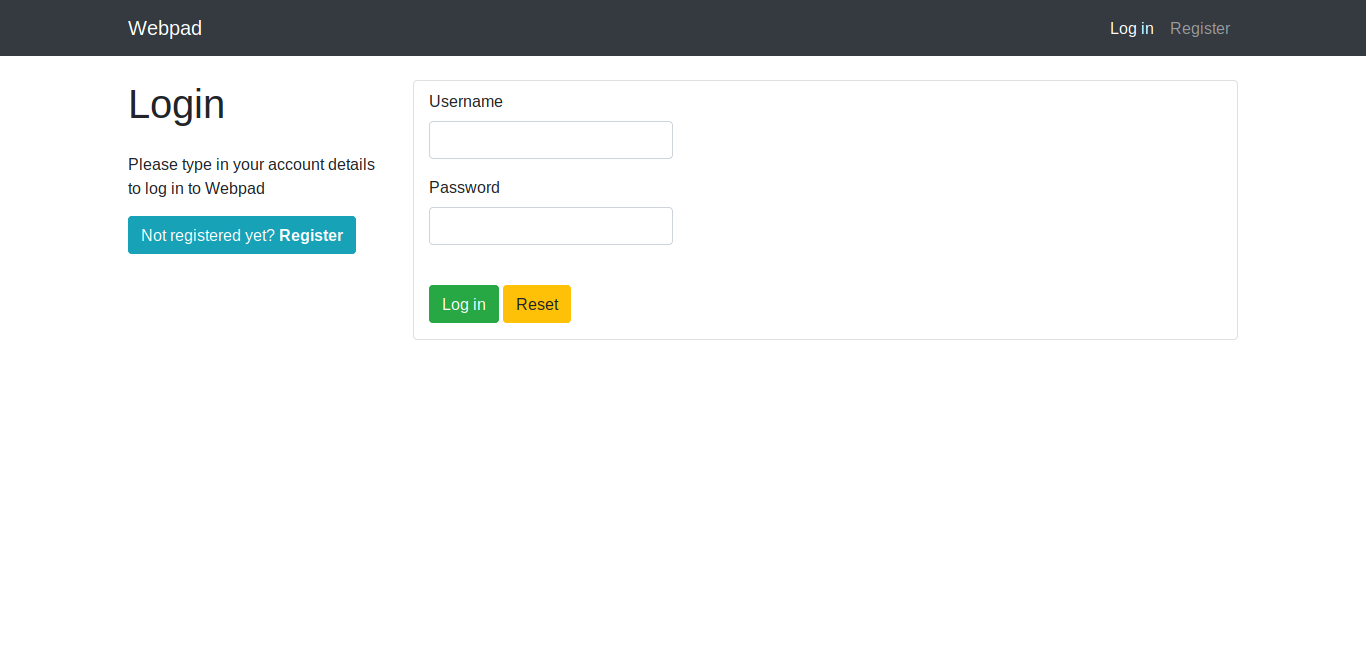 Webpad
Log in
Register
Login
Please type in your account details
to log in to Webpad
Not registered yet? Register
Username
Password
Log in
Reset